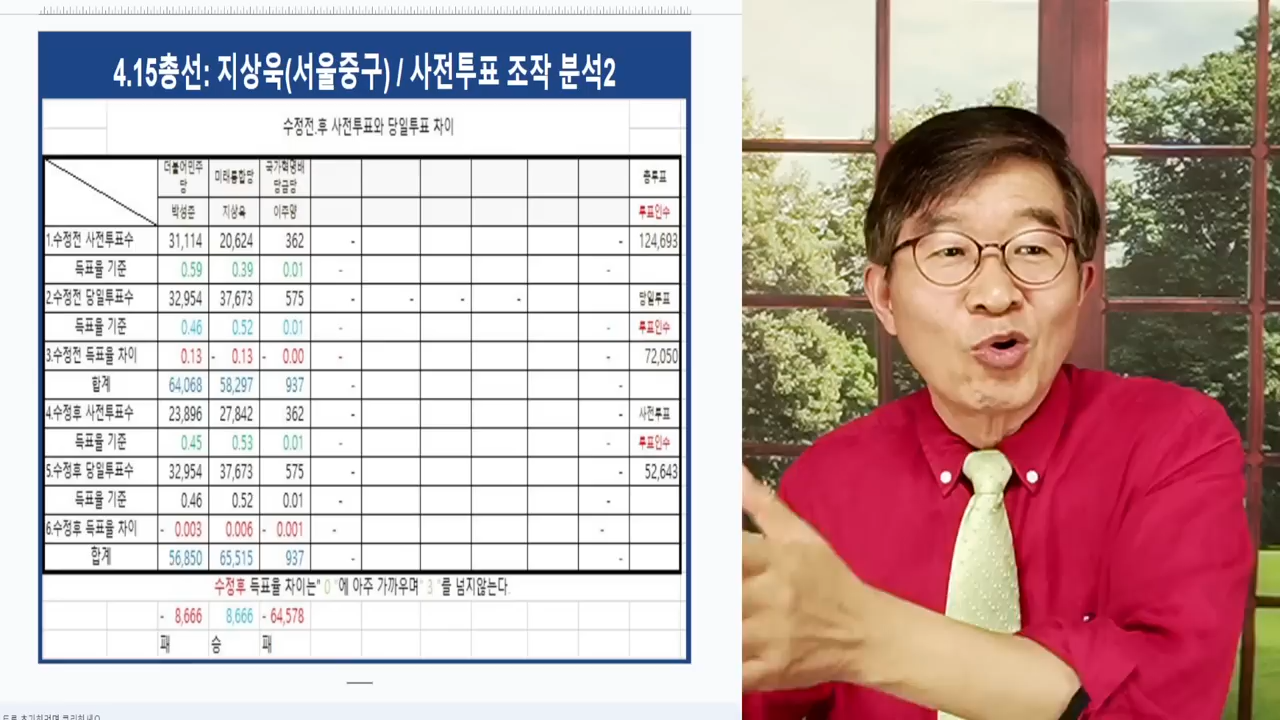 4.15총선: 지상욱(서울중구) / 사전투표 조작 분석2
수정전.후 사전투표와 당일투표 차이
더불어민주당 미래통합당 국가혁명배당금당 총투표
박성준 지상욱 이주양 투표인수
1.수정전 사전투표수 31,114 20,624 362 - - 124,693
득표율 기준 0.59 0.39 0.01 - -
2.수정전 당일투표수 32,954 37,673 575 - - - - 당일투표
득표율 기준 0.46 0.52 0.01 - - 투표인수
3.수정전 득표율 차이 0.13 - 0.13 - 0.00 - - 72,050
합계 64,068 58,297 937 - -
4.수정후 사전투표수 23,896 27,842 362 - - 사전투표
득표율 기준 0.45 0.53 0.01 - - 투표인수
5.수정후 당일투표수 32,954 37,673 575 - - 52,643
득표율 기준 0.46 0.52 0.01 - -
6.수정후 득표율 차이 - 0.003 0.006 - 0.001 - -
합계 56,850 65,515 937 - -
수정후 득표율 차이는" 0 "에 아주 가까우며" 3 "를 넘지않는다.
- 8,666 8,666 - 64,578
패 승 패